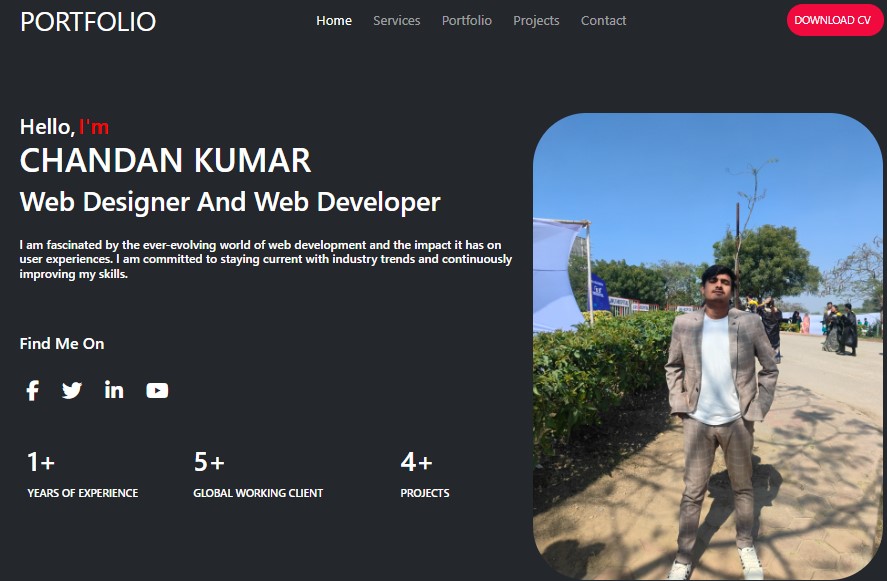 PORTFOLIO
Home Services Portfolio Projects Contact
DOWNLOAD CV
Hello, I'm
CHANDAN KUMAR
Web Designer And Web Developer
I am fascinated by the ever-evolving world of web development and the impact it has on
user experiences. I am committed to staying current with industry trends and continuously
improving my skills.
Find Me On
1+ 5+ 4+
YEARS OF EXPERIENCE GLOBAL WORKING CLIENT PROJECTS